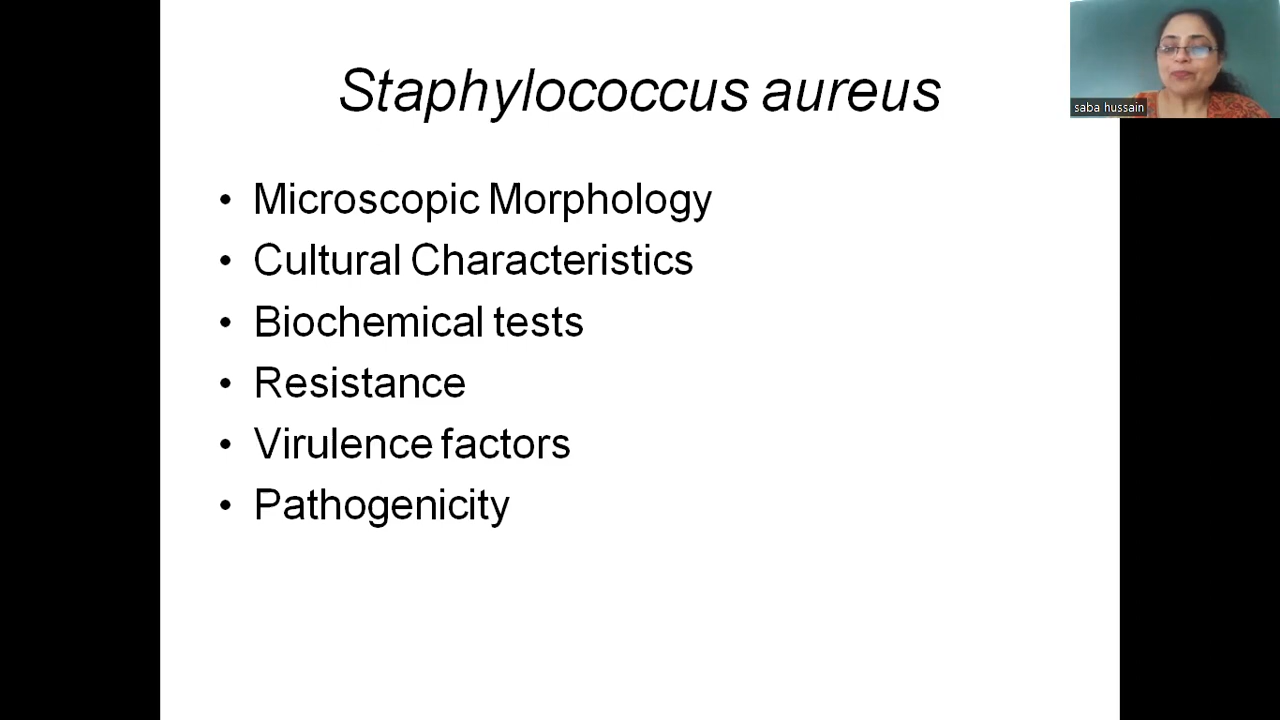 Staphylococcus aureus
saba hussain
• Microscopic Morphology
• Cultural Characteristics
• Biochemical tests
• Resistance
• Virulence factors
• Pathogenicity